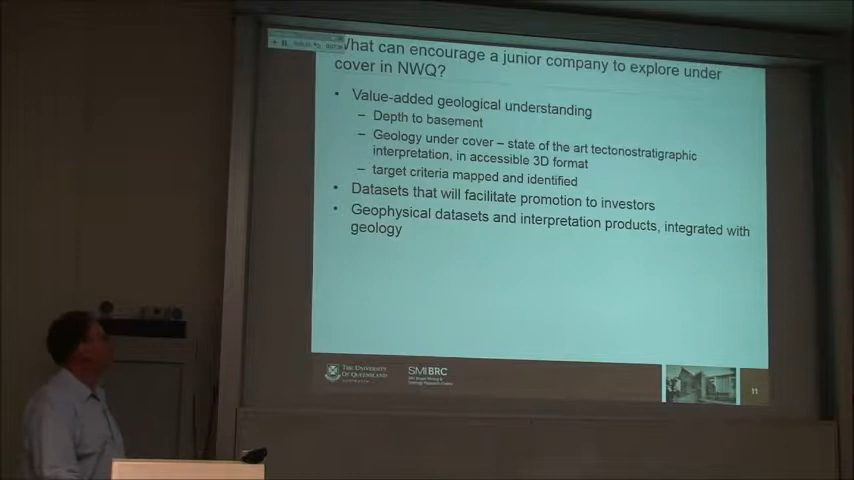 What can encourage a junior company to explore under
cover in NWQ?
• Value-added geological understanding
– Depth to basement
– Geology under cover – state of the art tectonostratigraphic
interpretation, in accessible 3D format
– target criteria mapped and identified
• Datasets that will facilitate promotion to investors
• Geophysical datasets and interpretation products, integrated with
geology
THE UNIVERSITY
OF QUEENSLAND
SMIBRC
11